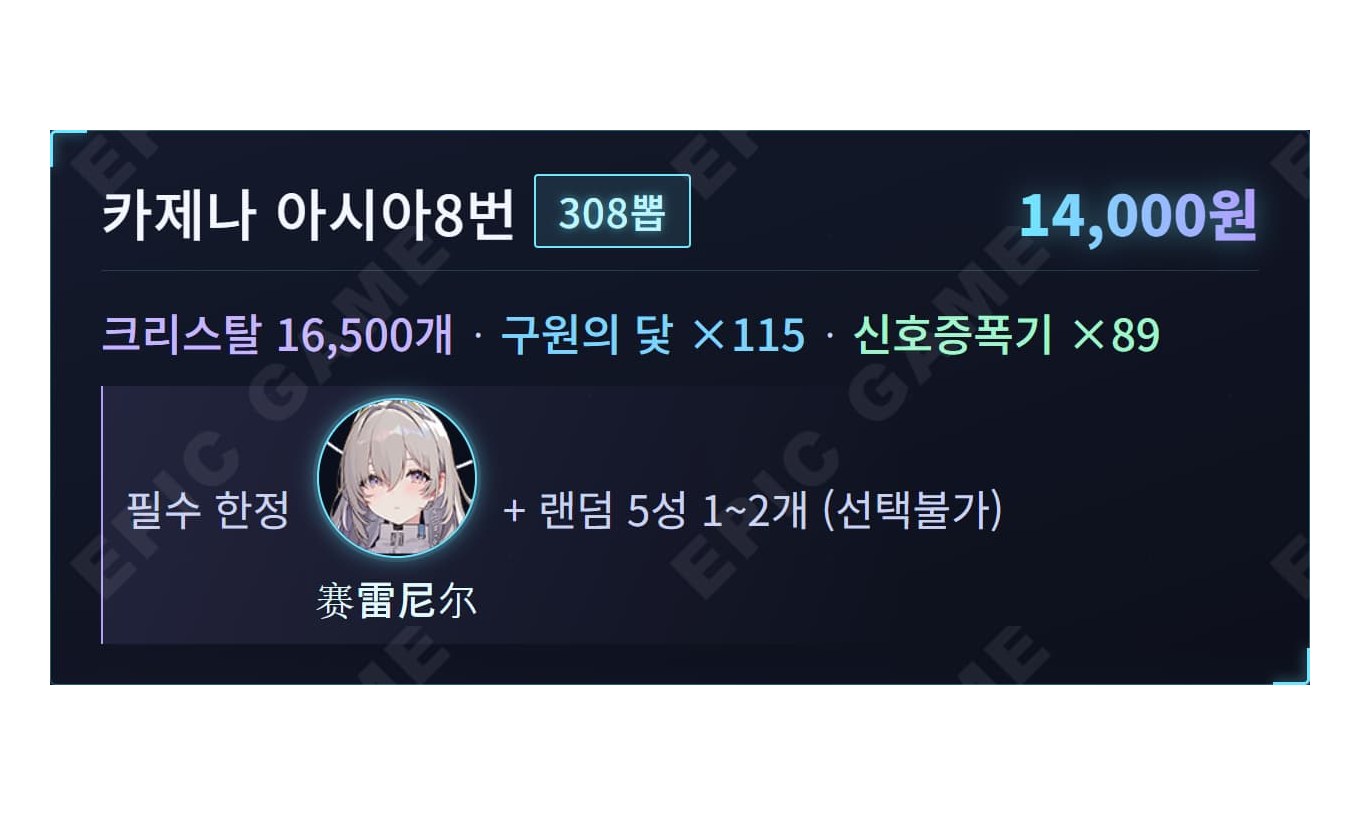 카제나 아시아8번 308뽑 14,000원
크리스탈 16,500개 · 구원의 닻 ×115 · 신호증폭기 ×89
필수 한정 + 랜덤 5성 1~2개 (선택불가)
赛雷尼尔
EPIC GAME